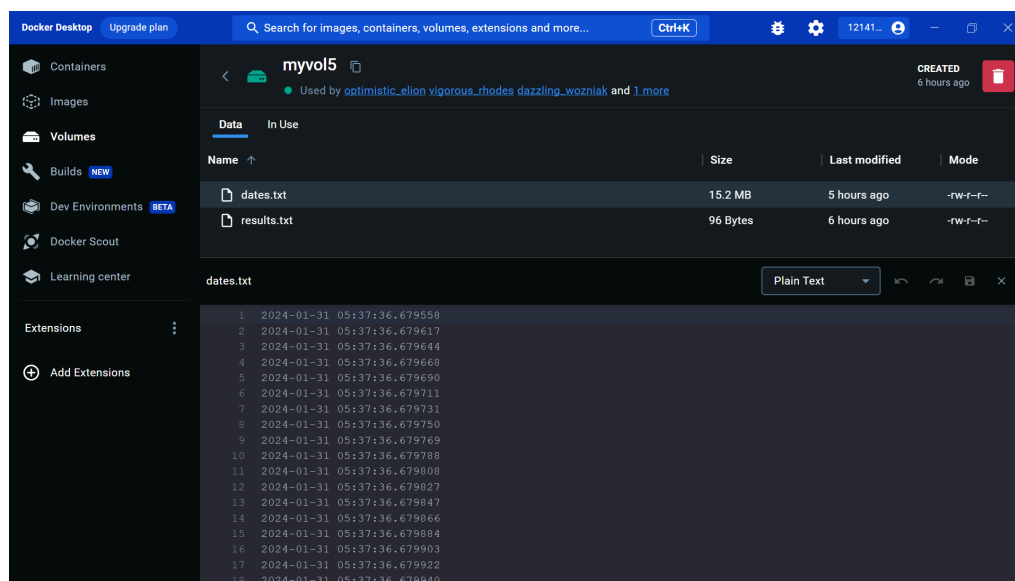 Docker Desktop Upgrade plan Search for images, containers, volumes, extensions and more... Ctrl+K 12141...
Containers
Images
Volumes
Builds NEW
Dev Environments BETA
Docker Scout
Learning center
Extensions
Add Extensions
myvol5
Used by optimistic_elion vigorous_rhodes dazzling_wozniak and 1 more
CREATED
6 hours ago
Data In Use
Name Size Last modified Mode
dates.txt 15.2 MB 5 hours ago -rw-r--r--
results.txt 96 Bytes 6 hours ago -rw-r--r--
dates.txt Plain Text
1 2024-01-31 05:37:36.679558
2 2024-01-31 05:37:36.679617
3 2024-01-31 05:37:36.679644
4 2024-01-31 05:37:36.679668
5 2024-01-31 05:37:36.679690
6 2024-01-31 05:37:36.679711
7 2024-01-31 05:37:36.679731
8 2024-01-31 05:37:36.679750
9 2024-01-31 05:37:36.679769
10 2024-01-31 05:37:36.679788
11 2024-01-31 05:37:36.679808
12 2024-01-31 05:37:36.679827
13 2024-01-31 05:37:36.679847
14 2024-01-31 05:37:36.679866
15 2024-01-31 05:37:36.679884
16 2024-01-31 05:37:36.679903
17 2024-01-31 05:37:36.679922
18 2024-01-31 05:37:36.679940